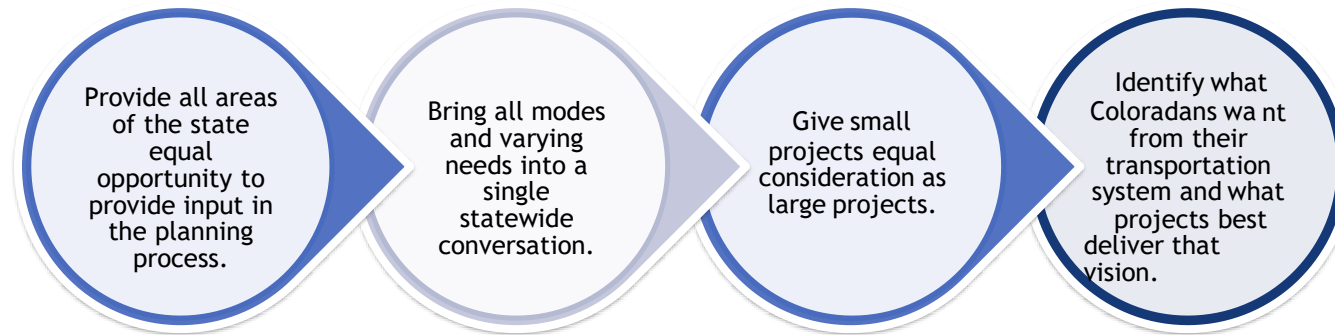 Provide all areas
of the state
equal
opportunity to
provide input in
the planning
process.
Bring all modes
and varying
needs into a
single
statewide
conversation.
Give small
projects equal
consideration as
large projects.
Identify what
Coloradans wa nt
from their
transportation
system and what
projects best
deliver that
vision.